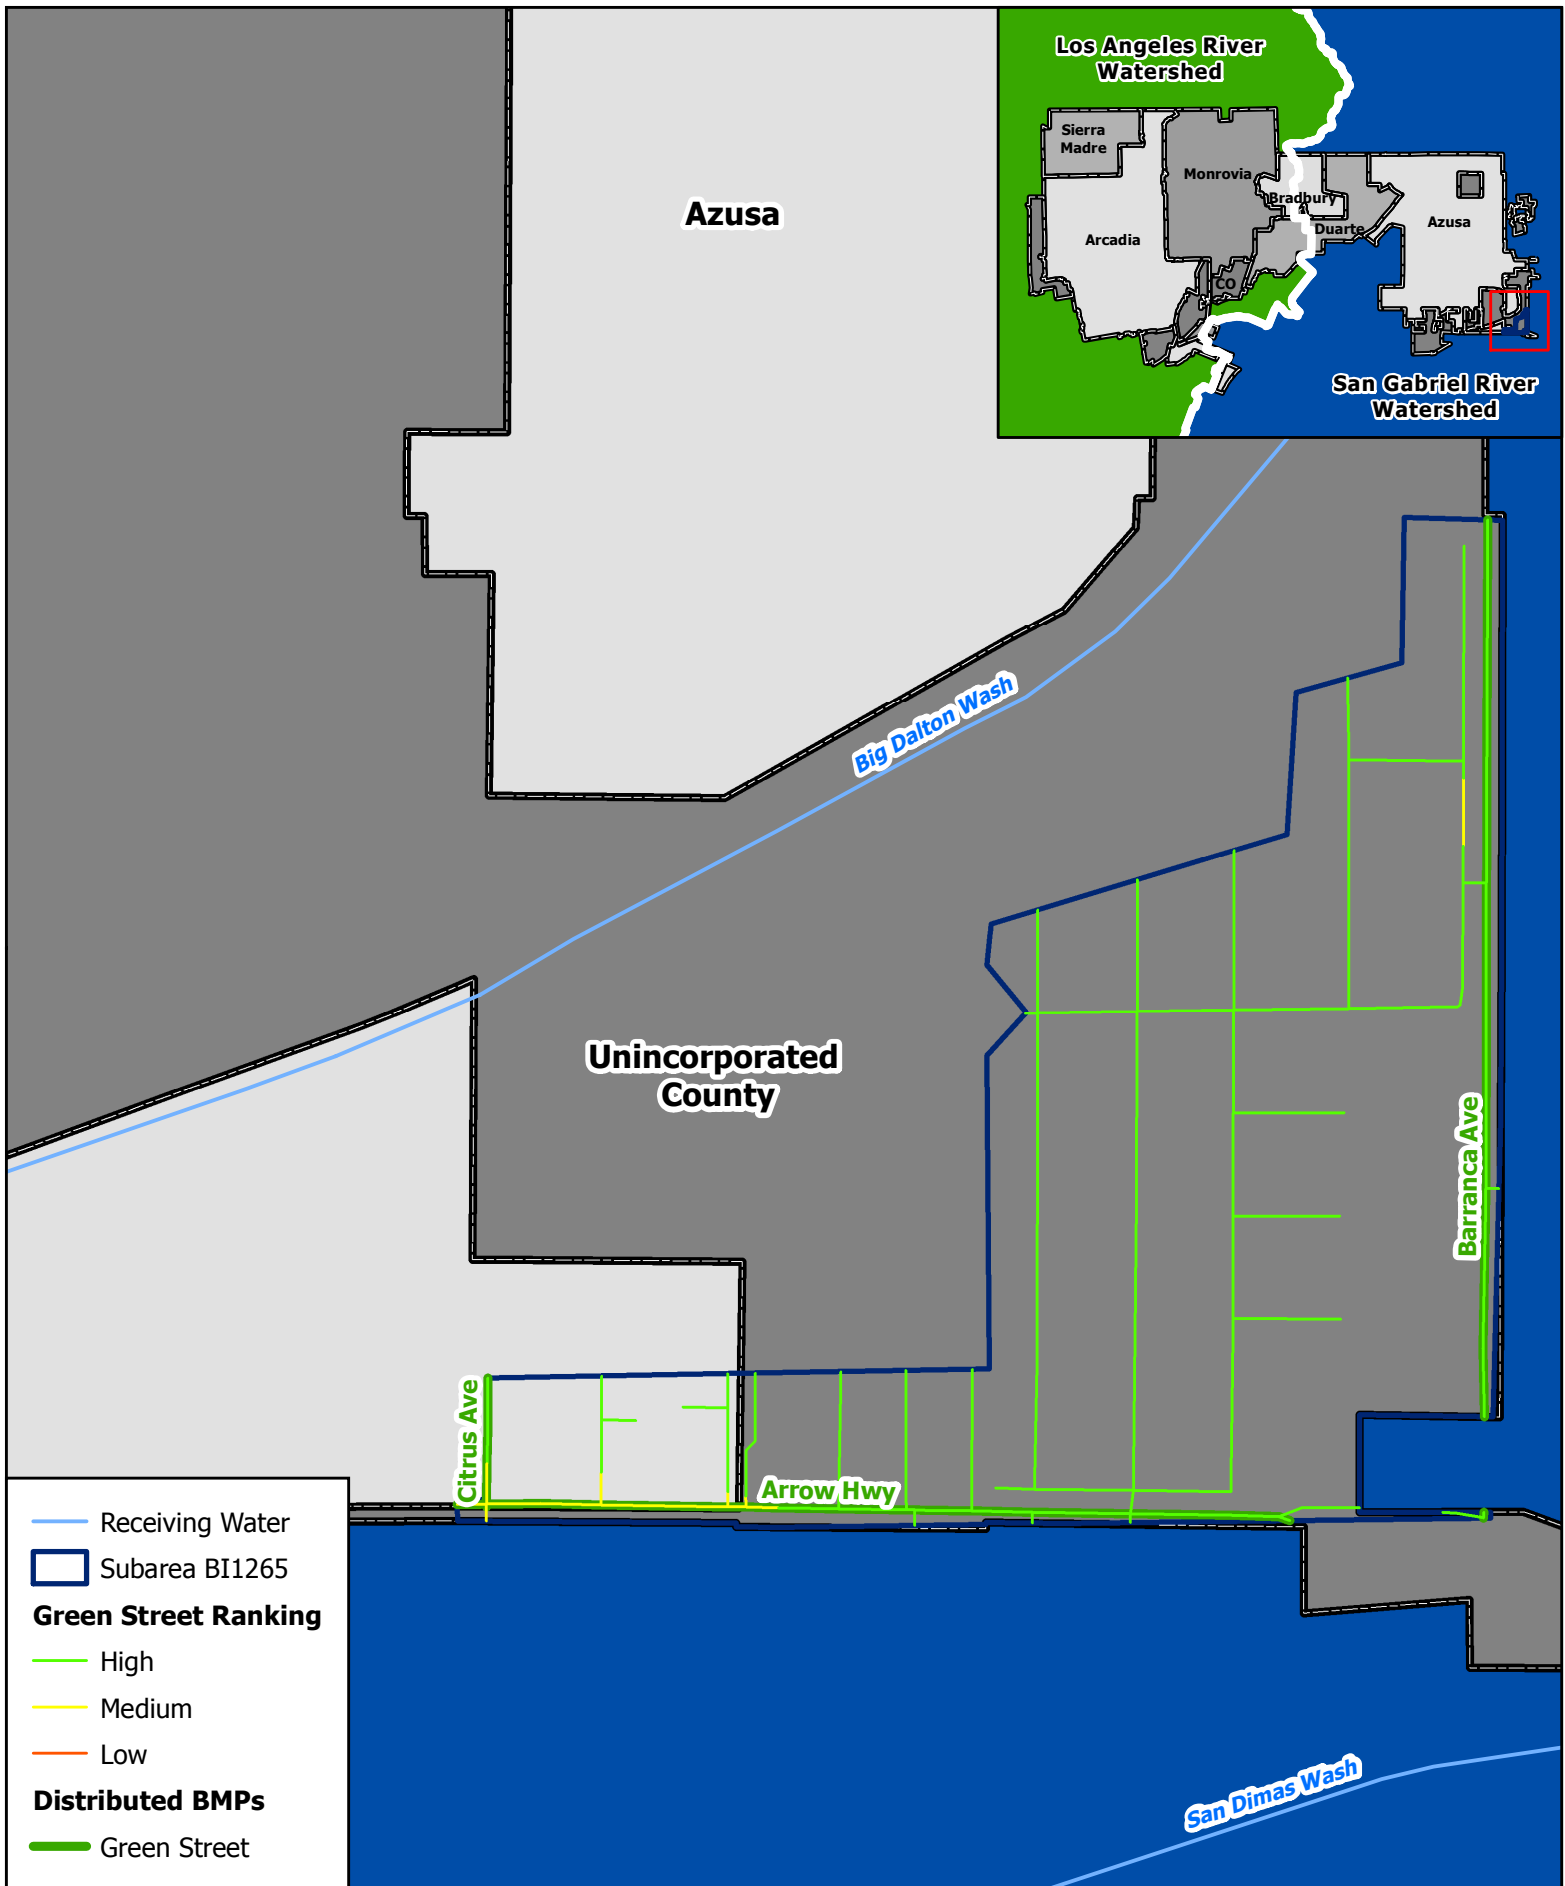 Los Angeles River
Watershed
Sierra
Madre
Monrovia
Bradbury
Duarte
Azusa
Arcadia
CO
San Gabriel River
Watershed
Azusa
Big Dalton Wash
Unincorporated
County
Barranca Ave
Citrus Ave
Arrow Hwy
San Dimas Wash
Receiving Water
Subarea BI1265
Green Street Ranking
High
Medium
Low
Distributed BMPs
Green Street